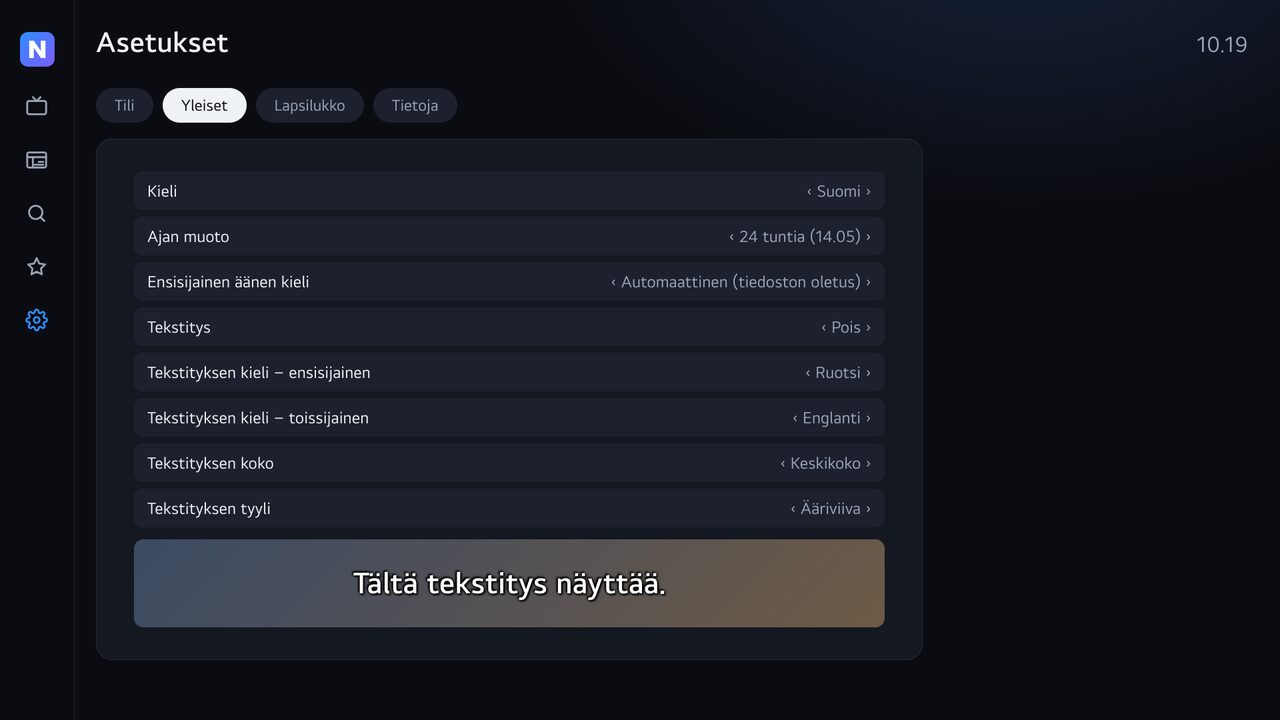 N
Asetukset
10.19
Tili
Yleiset
Lapsilukko
Tietoja
Kieli ‹ Suomi ›
Ajan muoto ‹ 24 tuntia (14.05) ›
Ensisijainen äänen kieli ‹ Automaattinen (tiedoston oletus) ›
Tekstitys ‹ Pois ›
Tekstityksen kieli – ensisijainen ‹ Ruotsi ›
Tekstityksen kieli – toissijainen ‹ Englanti ›
Tekstityksen koko ‹ Keskikoko ›
Tekstityksen tyyli ‹ Ääriviiva ›
Tältä tekstitys näyttää.